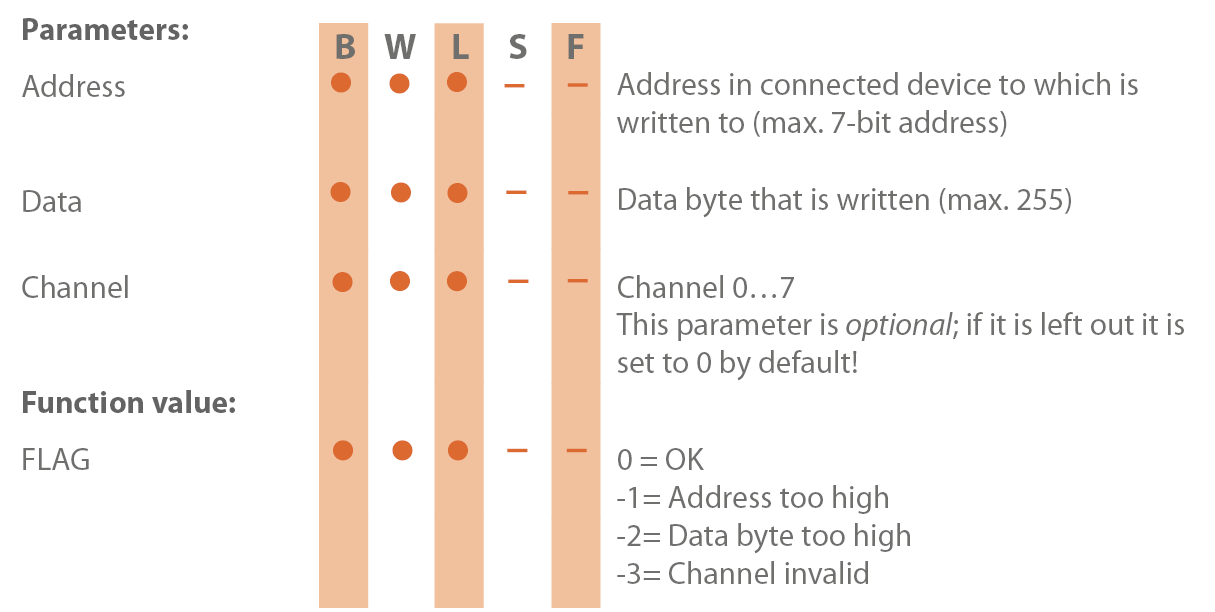 Parameters:
B W L S F
Address ● ● ● – – Address in connected device to which is
written to (max. 7-bit address)
Data ● ● ● – – Data byte that is written (max. 255)
Channel ● ● ● – – Channel 0…7
This parameter is optional; if it is left out it is
set to 0 by default!
Function value:
FLAG ● ● ● – – 0 = OK
-1= Address too high
-2= Data byte too high
-3= Channel invalid